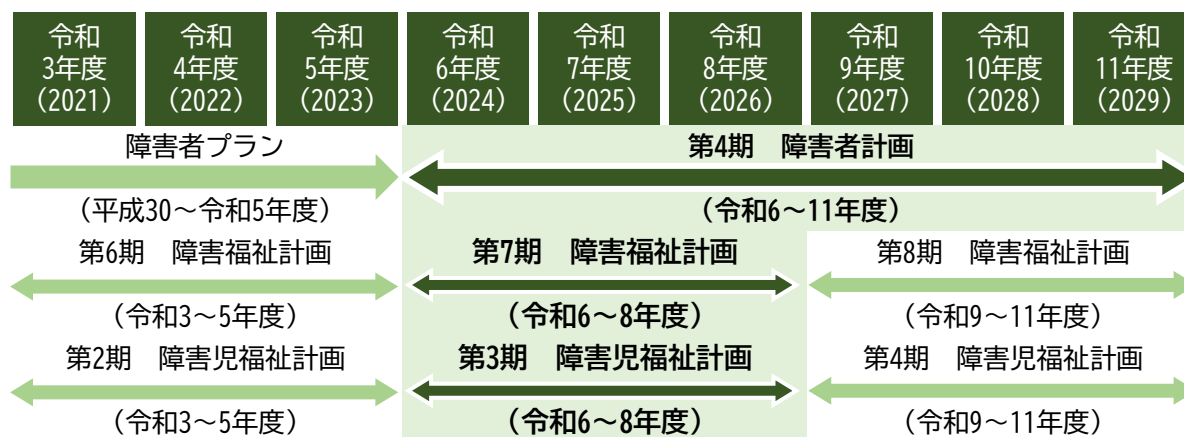 令和
3年度
(2021)
令和
4年度
(2022)
令和
5年度
(2023)
令和
6年度
(2024)
令和
7年度
(2025)
令和
8年度
(2026)
令和
9年度
(2027)
令和
10年度
(2028)
令和
11年度
(2029)
障害者プラン
(平成30～令和5年度)
第4期　障害者計画
(令和6～11年度)
第6期　障害福祉計画
(令和3～5年度)
第7期　障害福祉計画
(令和6～8年度)
第8期　障害福祉計画
(令和9～11年度)
第2期　障害児福祉計画
(令和3～5年度)
第3期　障害児福祉計画
(令和6～8年度)
第4期　障害児福祉計画
(令和9～11年度)